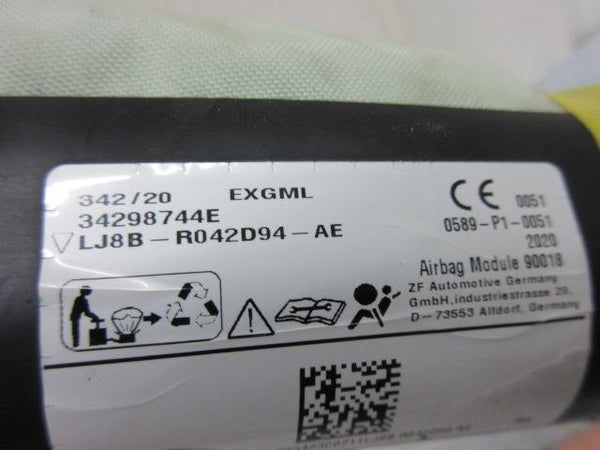 342/20 EXGML
34298744E
LJ8B-R042D94-AE
CE 0051
0589-P1-0051
2020
Airbag Module 90018
ZF Automotive Germany
GmbH, industriestrasse 20,
D-73553 Alfdorf, Germany